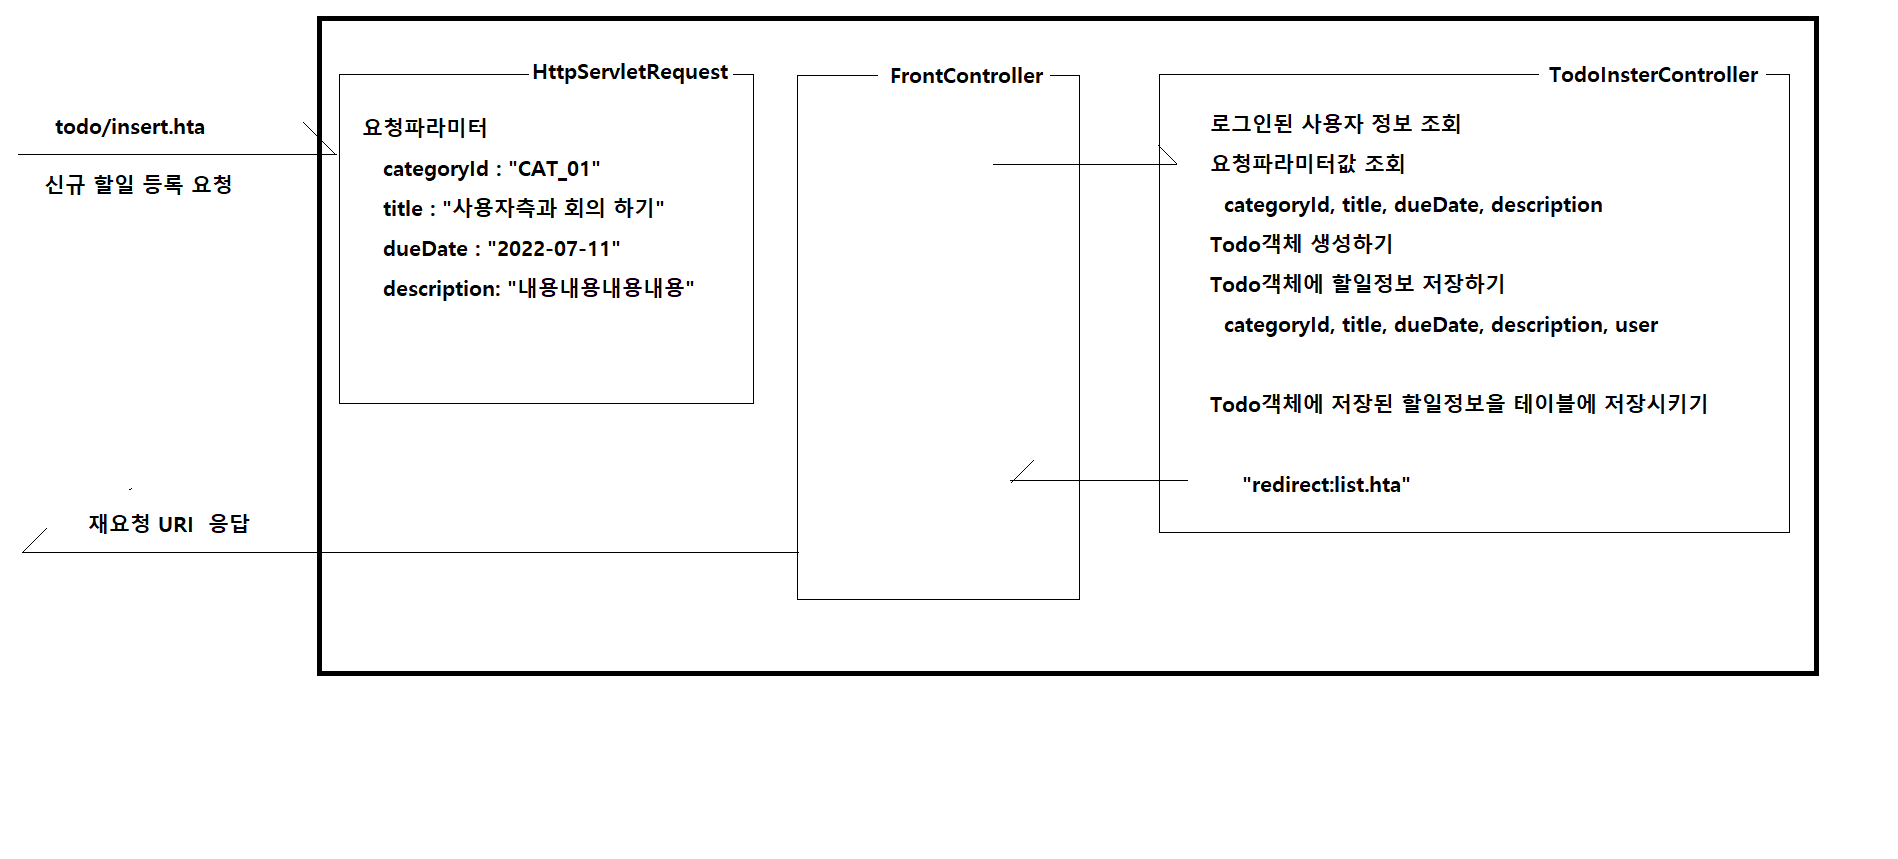 todo/insert.hta
신규 할일 등록 요청
HttpServletRequest
요청파라미터
categoryId : "CAT_01"
title : "사용자측과 회의 하기"
dueDate : "2022-07-11"
description: "내용내용내용내용"
FrontController
TodoInsterController
로그인된 사용자 정보 조회
요청파라미터값 조회
categoryId, title, dueDate, description
Todo객체 생성하기
Todo객체에 할일정보 저장하기
categoryId, title, dueDate, description, user
Todo객체에 저장된 할일정보을 테이블에 저장시키기
"redirect:list.hta"
재요청 URI 응답